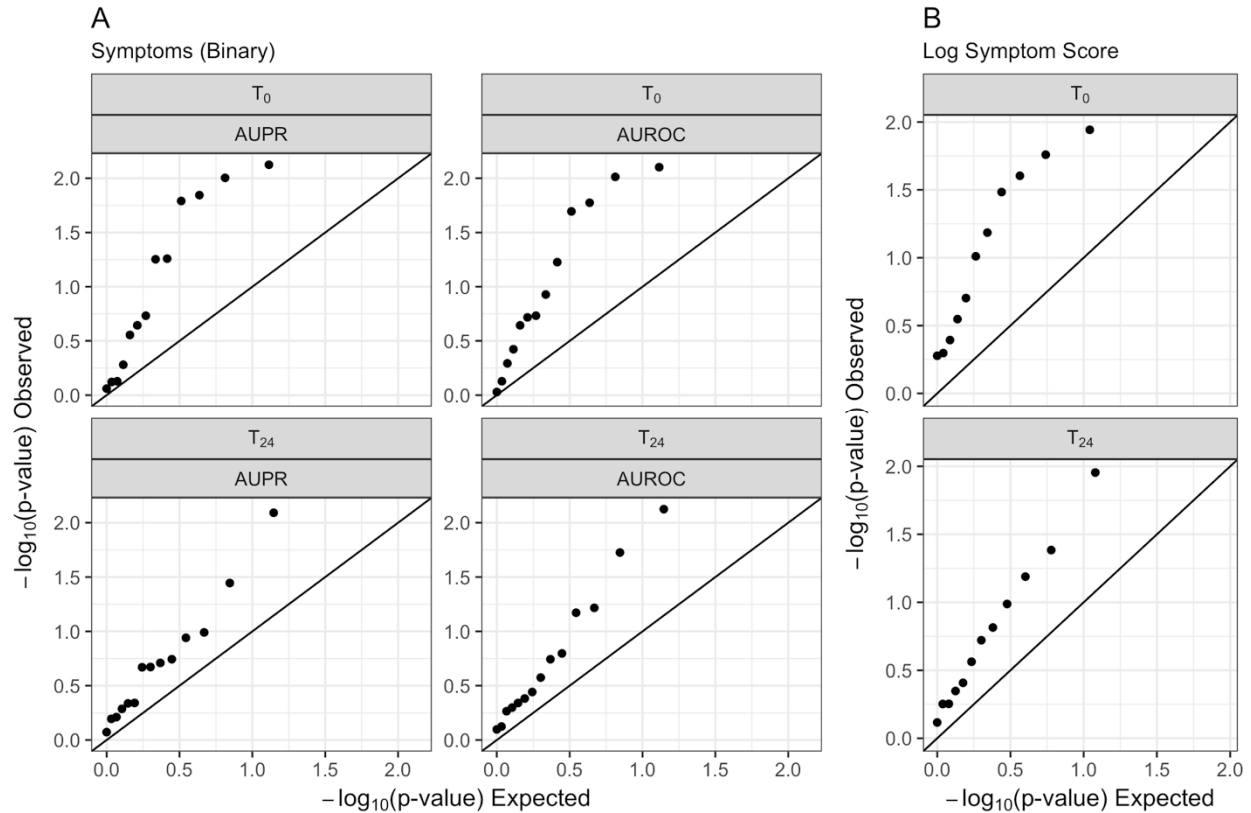 A
Symptoms (Binary)
T₀
AUPR
T₀
AUROC
2.0
1.5
1.0
0.5
0.0
T₂₄
AUPR
T₂₄
AUROC
2.0
1.5
1.0
0.5
0.0
0.0 0.5 1.0 1.5 2.0
0.0 0.5 1.0 1.5 2.0
−log₁₀(p-value) Observed
−log₁₀(p-value) Expected
B
Log Symptom Score
T₀
2.0
1.5
1.0
0.5
0.0
T₂₄
2.0
1.5
1.0
0.5
0.0
0.0 0.5 1.0 1.5 2.0
−log₁₀(p-value) Observed
−log₁₀(p-value) Expected